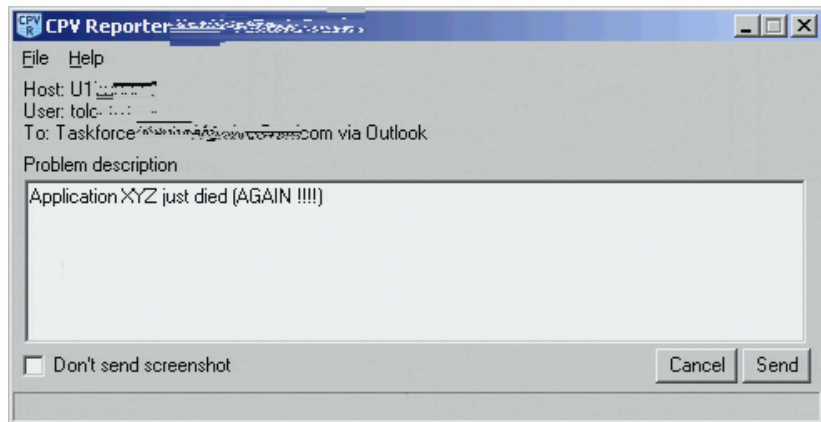 CPV R CPV Reporter
File Help
Host: U1
User: tolc
To: Taskforce com via Outlook
Problem description
Application XYZ just died (AGAIN !!!!)
Don't send screenshot
Cancel Send